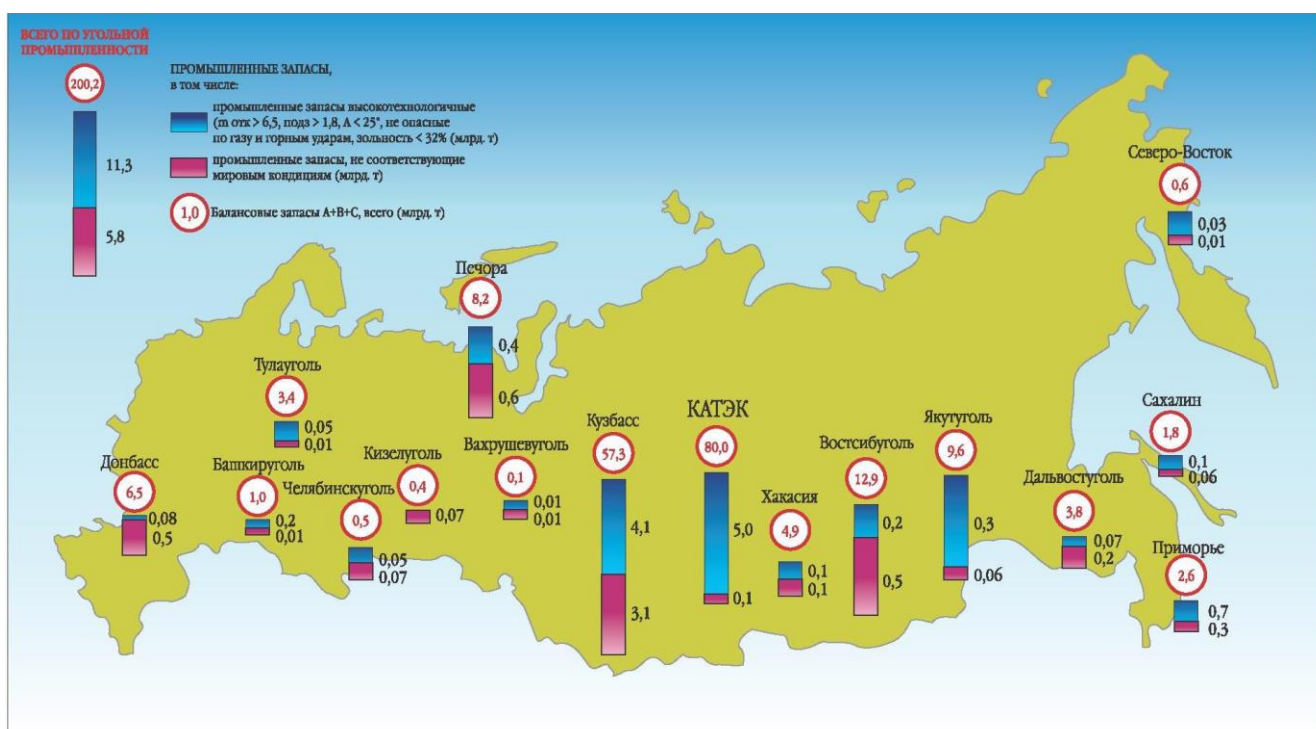 ВСЕГО ПО УГОЛЬНОЙ
ПРОМЫШЛЕННОСТИ
200,2
11,3
5,8
ПРОМЫШЛЕННЫЕ ЗАПАСЫ,
в том числе:
промышленные запасы высокотехнологичные
(m отк > 6,5, подз > 1,8, A < 25°, не опасные
по газу и горным ударам, зольность < 32% (млрд. т)
промышленные запасы, не соответствующие
мировым кондициям (млрд. т)
1,0
Балансовые запасы А+В+С, всего (млрд. т)
Северо-Восток
0,6
0,03
0,01
Печора
8,2
0,4
0,6
Тулауголь
3,4
0,05
0,01
Донбасс
6,5
0,08
0,5
Башкируголь
1,0
0,2
0,01
Челябинскуголь
0,5
0,05
0,07
Кизелуголь
0,4
0,07
Вахрушевуголь
0,1
0,01
0,01
Кузбасс
57,3
4,1
3,1
КАТЭК
80,0
5,0
0,1
Хакасия
4,9
0,1
0,1
Востсибуголь
12,9
0,2
0,5
Якутуголь
9,6
0,3
0,06
Дальвостуголь
3,8
0,07
0,2
Сахалин
1,8
0,1
0,06
Приморье
2,6
0,7
0,3